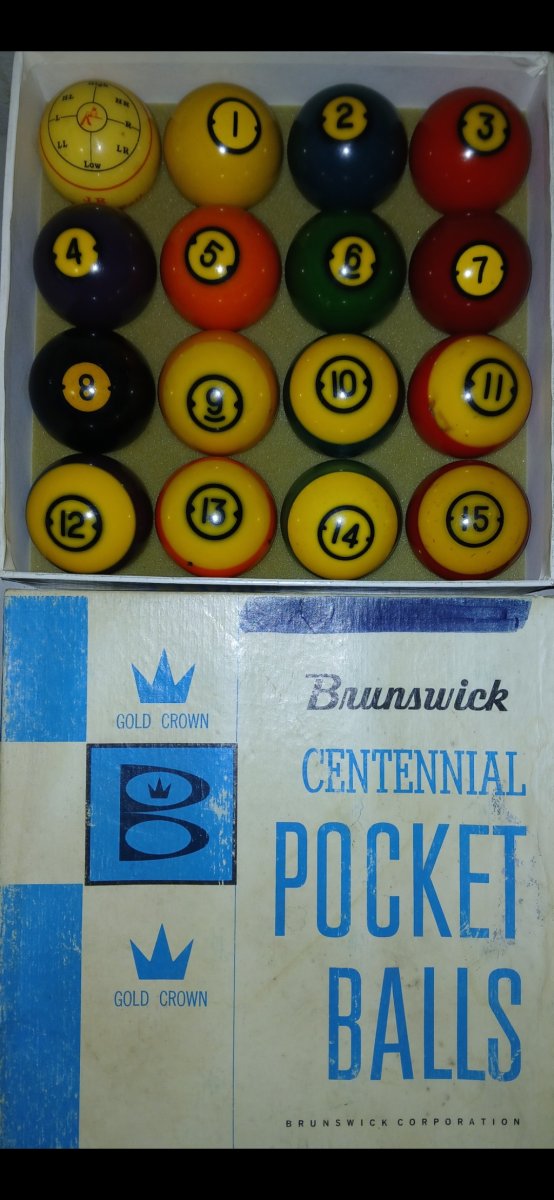 HL
HR
L
R
LL
LR
Low
1
2
3
4
5
6
7
8
9
10
11
12
13
14
15
Brunswick
GOLD CROWN
CENTENNIAL
B
POCKET
BALLS
GOLD CROWN
BRUNSWICK CORPORATION